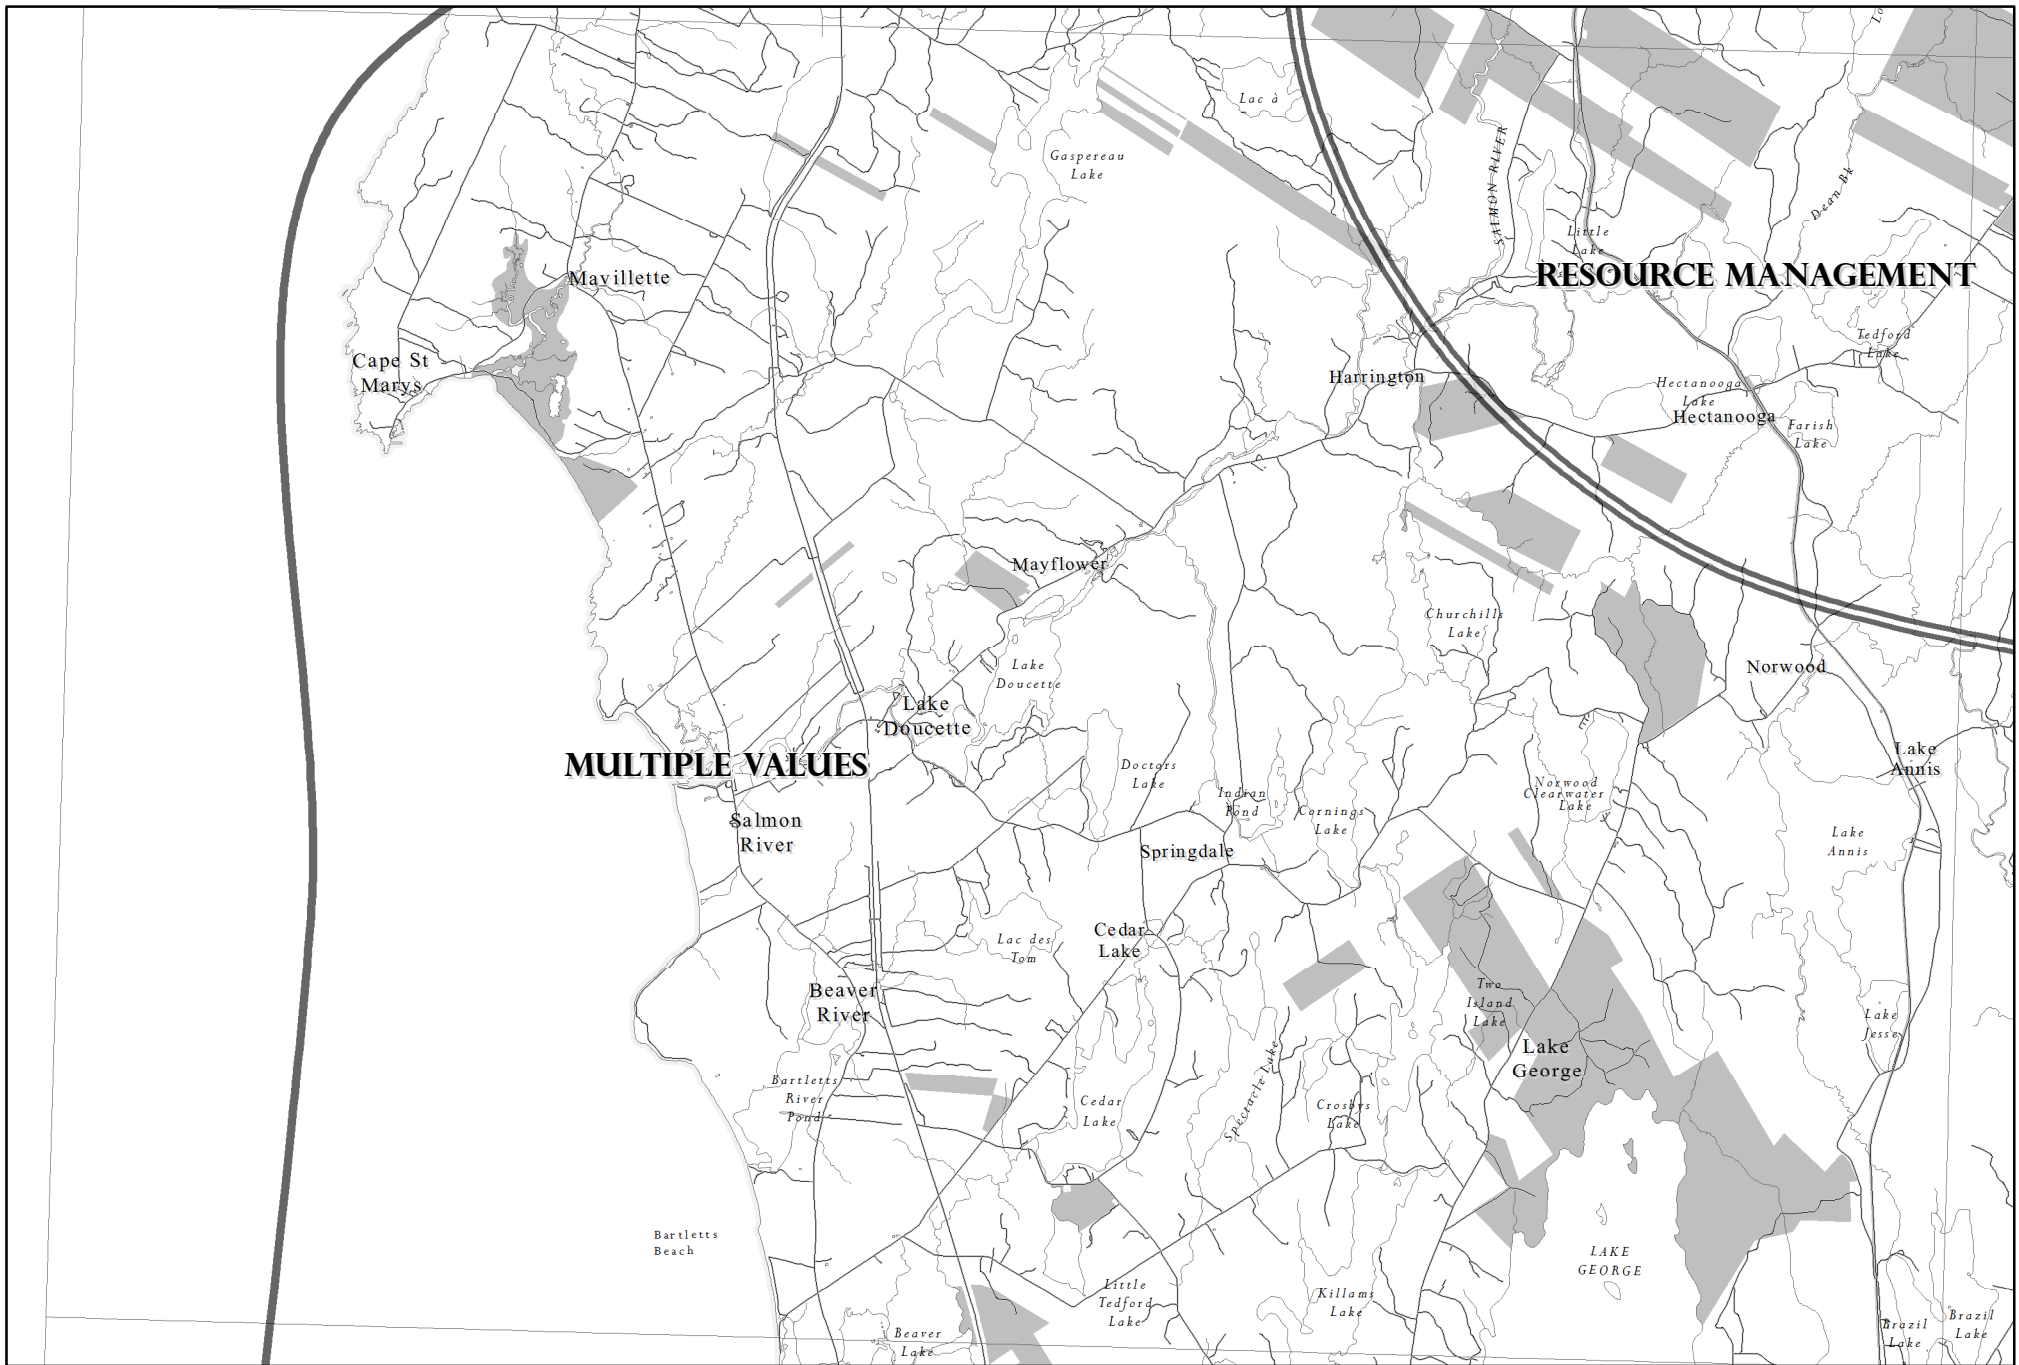 Lac à
Gaspereau
Lake
SALMON RIVER
Dean Bk
Little
Lake
RESOURCE MANAGEMENT
Mavillette
Cape St
Marys
Tedford
Lake
Harrington
Hectanooga
Lake
Hectanooga
Farish
Lake
Mayflower
Churchills
Lake
Lake
Doucette
Norwood
Lake
Doucette
MULTIPLE VALUES
Lake
Annis
Doctors
Lake
Indian
Pond
Cornings
Lake
Norwood
Clearwater
Lake
Salmon
River
Springdale
Lake
Annis
Cedar
Lake
Lac des
Tom
Beaver
River
Two
Island
Lake
Lake
Jesse
Lake
George
Bartletts
River
Pond
Cedar
Lake
Spectacle Lake
Crosbys
Lake
Bartletts
Beach
LAKE
GEORGE
Little
Tedford
Lake
Killams
Lake
Beaver
Lake
Brazil
Lake
Brazil
Lake